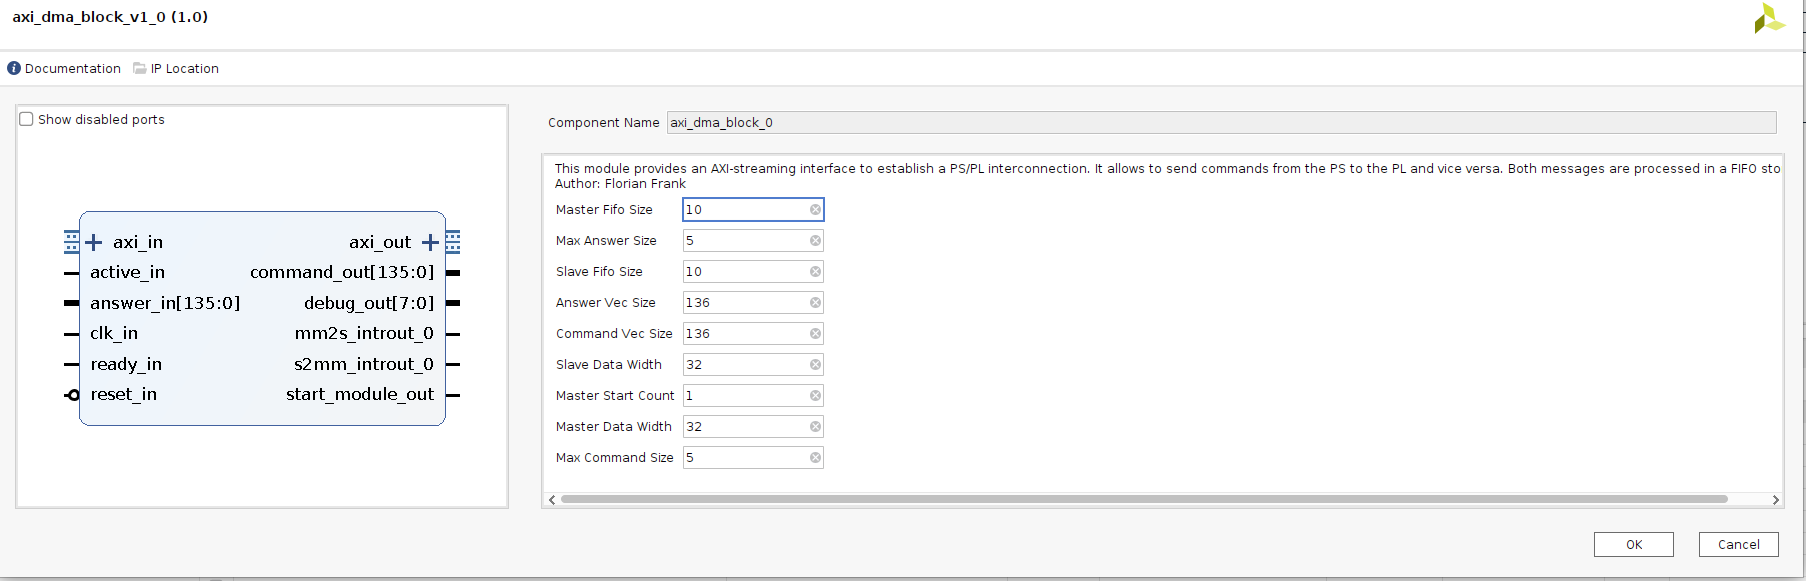 axi_dma_block_v1_0 (1.0)
Documentation IP Location
Show disabled ports
axi_in axi_out
active_in command_out[135:0]
answer_in[135:0] debug_out[7:0]
clk_in mm2s_introut_0
ready_in s2mm_introut_0
reset_in start_module_out
Component Name axi_dma_block_0
This module provides an AXI-streaming interface to establish a PS/PL interconnection. It allows to send commands from the PS to the PL and vice versa. Both messages are processed in a FIFO sto
Author: Florian Frank
Master Fifo Size 10
Max Answer Size 5
Slave Fifo Size 10
Answer Vec Size 136
Command Vec Size 136
Slave Data Width 32
Master Start Count 1
Master Data Width 32
Max Command Size 5
OK Cancel